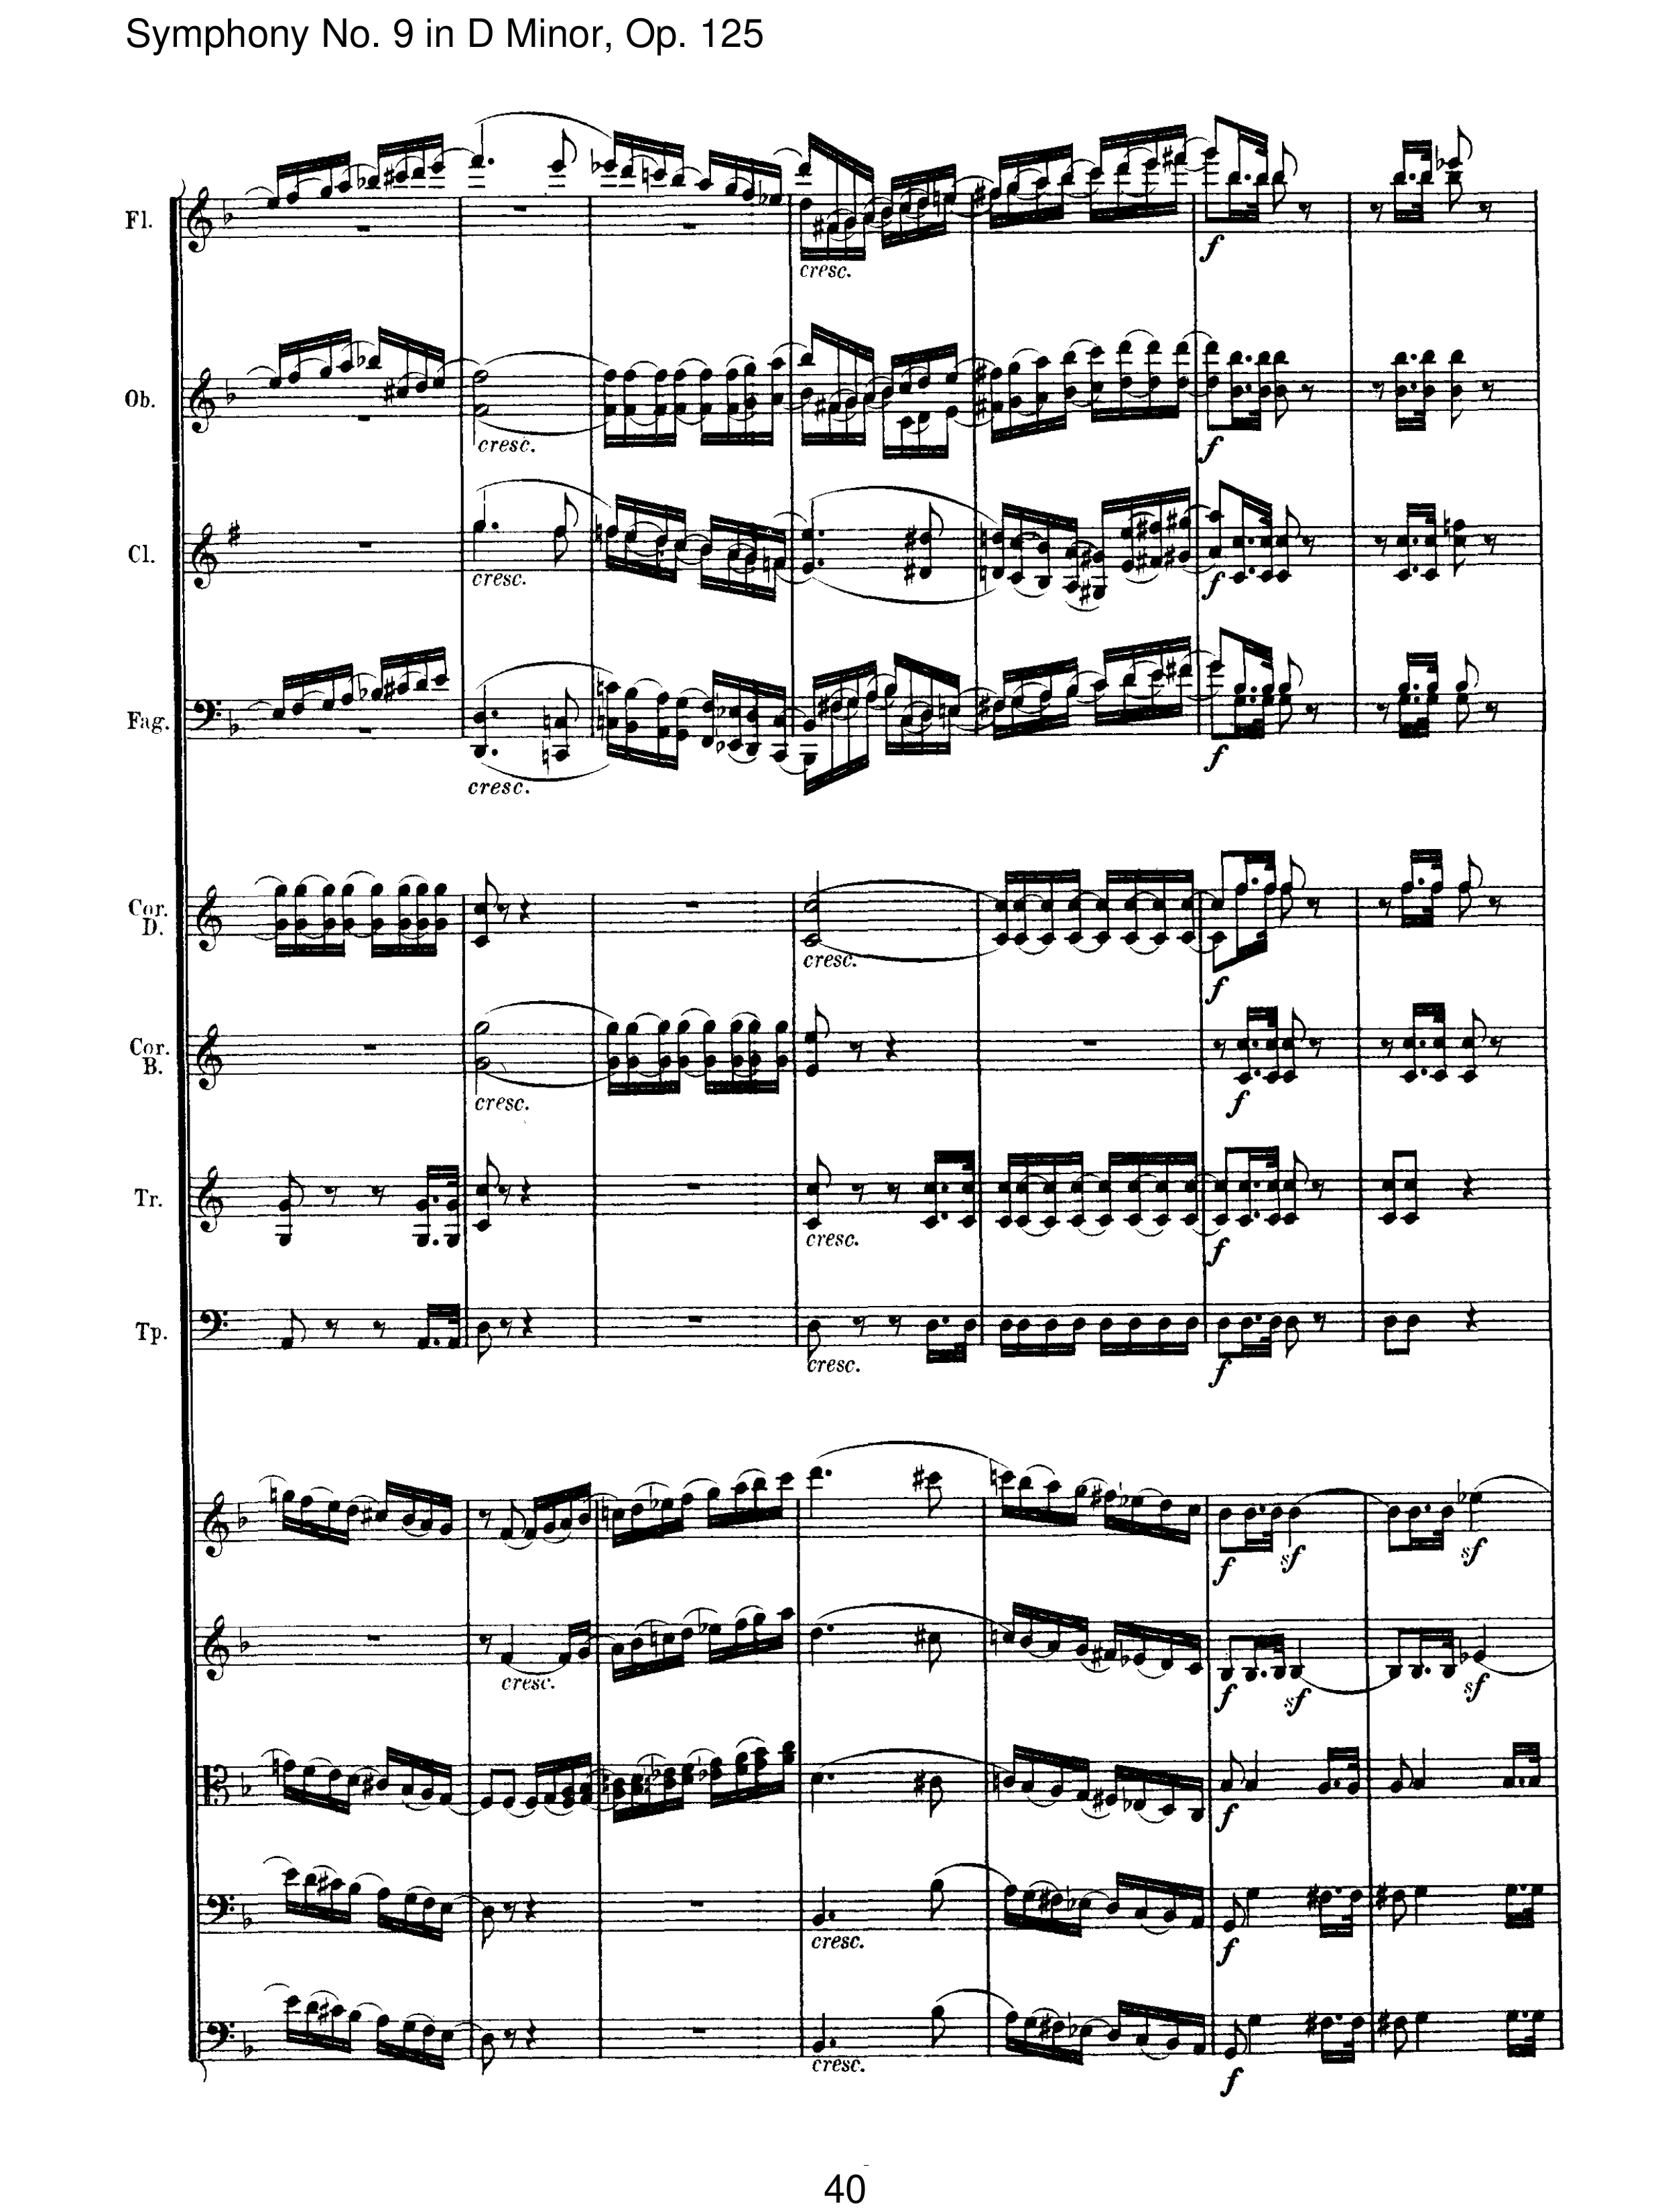 Symphony No. 9 in D Minor, Op. 125
Fl.
cresc.
f
Ob.
cresc.
f
Cl.
cresc.
f
Fag.
cresc.
f
Cor.
D.
cresc.
f
Cor.
B.
cresc.
f
Tr.
cresc.
f
Tp.
cresc.
f
f sf sf
cresc.
f sf sf
f
cresc.
f
cresc.
f
40